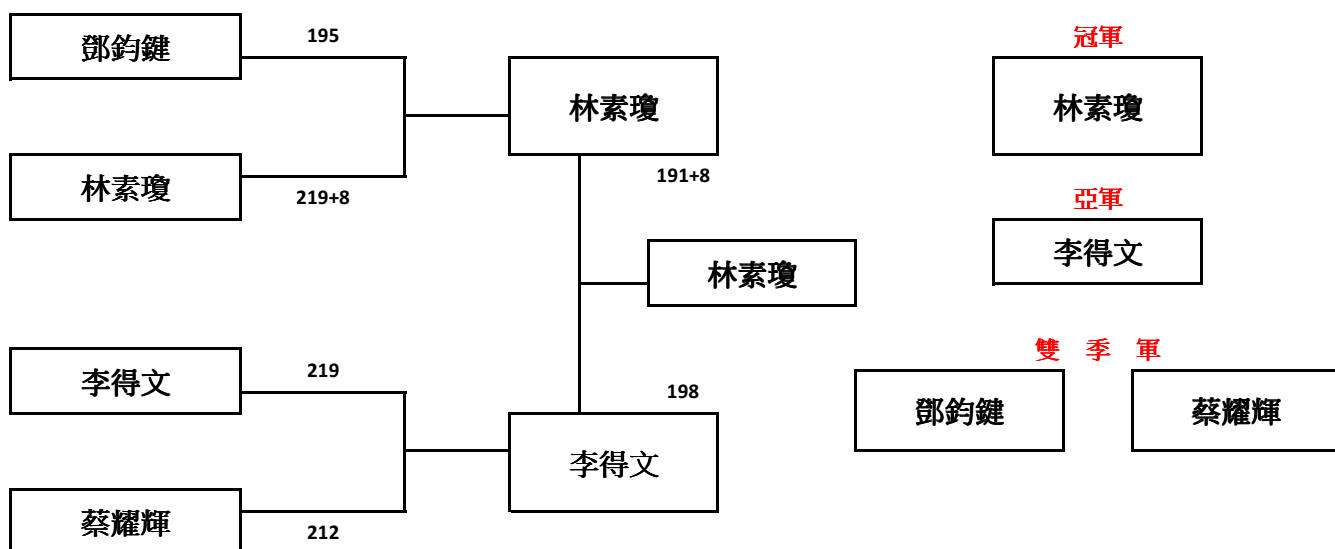 鄧鈞鍵
195
林素瓊
219+8
林素瓊
191+8
林素瓊
李得文
219
198
李得文
蔡耀輝
212
冠軍
林素瓊
亞軍
李得文
雙 季 軍
鄧鈞鍵
蔡耀輝